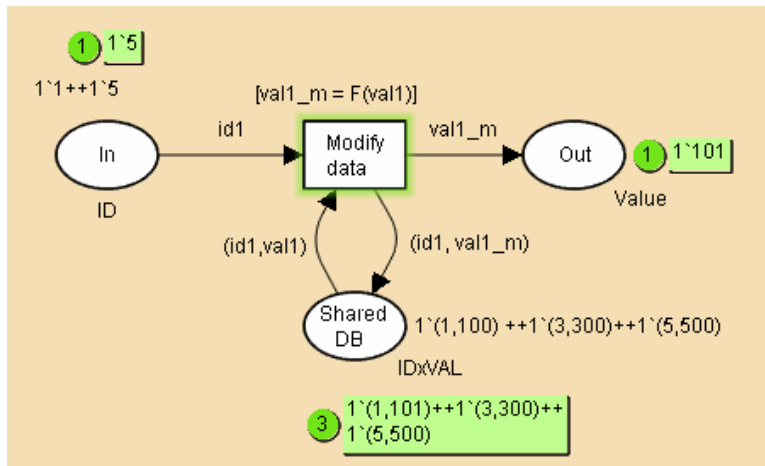 1 1`5
1`1++1`5
[val1_m = F(val1)]
id1
val1_m
In
Modify
data
Out
1 1`101
ID
Value
(id1,val1)
(id1, val1_m)
Shared
DB
1`(1,100) ++1`(3,300)++1`(5,500)
IDxVAL
3
1`(1,101)++1`(3,300)++
1`(5,500)